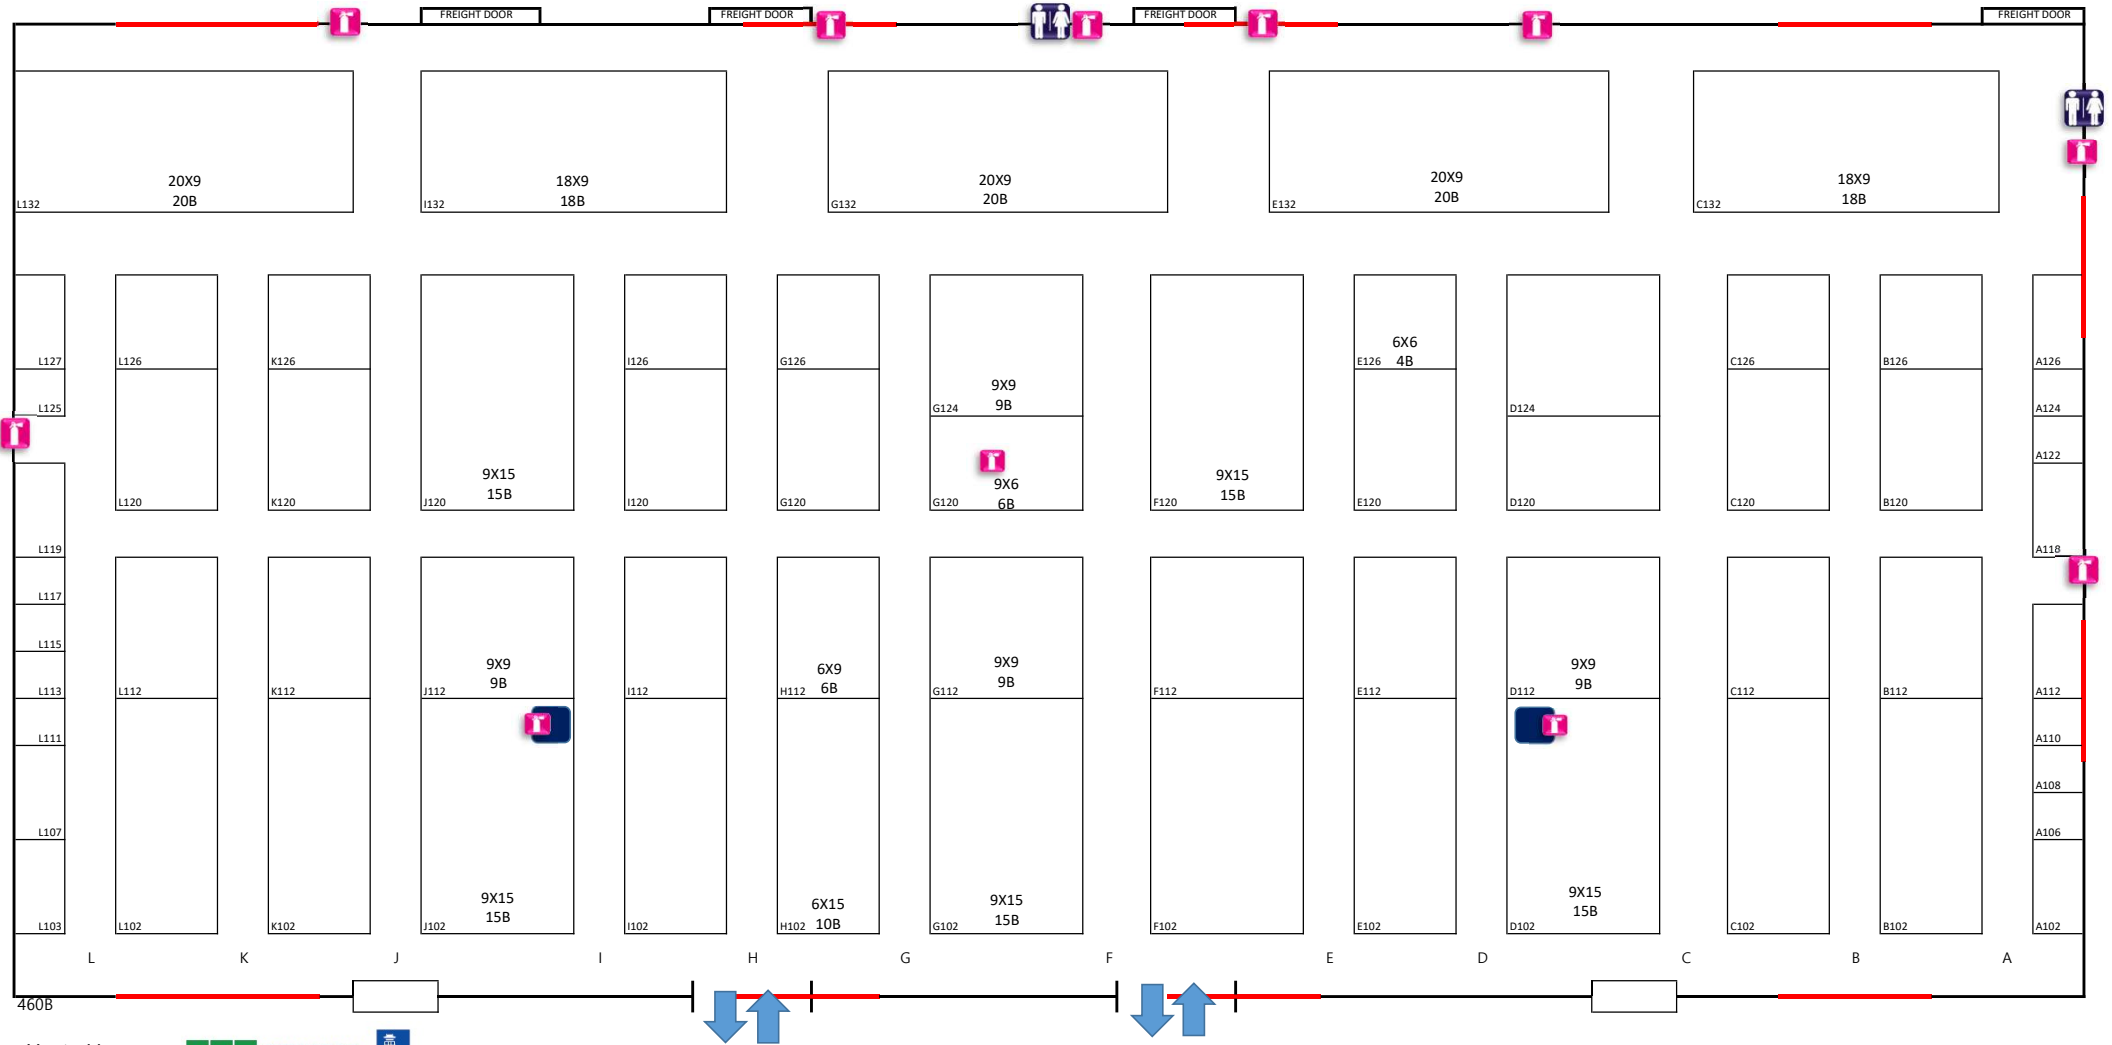 FREIGHT DOOR
FREIGHT DOOR
FREIGHT DOOR
FREIGHT DOOR
20X9
20B
L132
18X9
18B
I132
20X9
20B
G132
20X9
20B
E132
18X9
18B
C132
L127
L126
K126
I126
G126
6X6
E126 4B
C126
B126
A126
L125
9X9
G124 9B
D124
A124
A122
9X15
15B
9X6
6B
9X15
15B
L120
K120
J120
I120
G120
G120
F120
E120
D120
C120
B120
L119
A118
L117
L115
9X9
9B
6X9
6B
9X9
9B
9X9
9B
L113
L112
K112
J112
I112
H112
G112
F112
E112
D112
C112
B112
A112
L111
A110
A108
L107
A106
9X15
15B
6X15
10B
9X15
15B
9X15
15B
L103
L102
K102
J102
I102
H102
G102
F102
E102
D102
C102
B102
A102
L K J I H G F E D C B A
460B